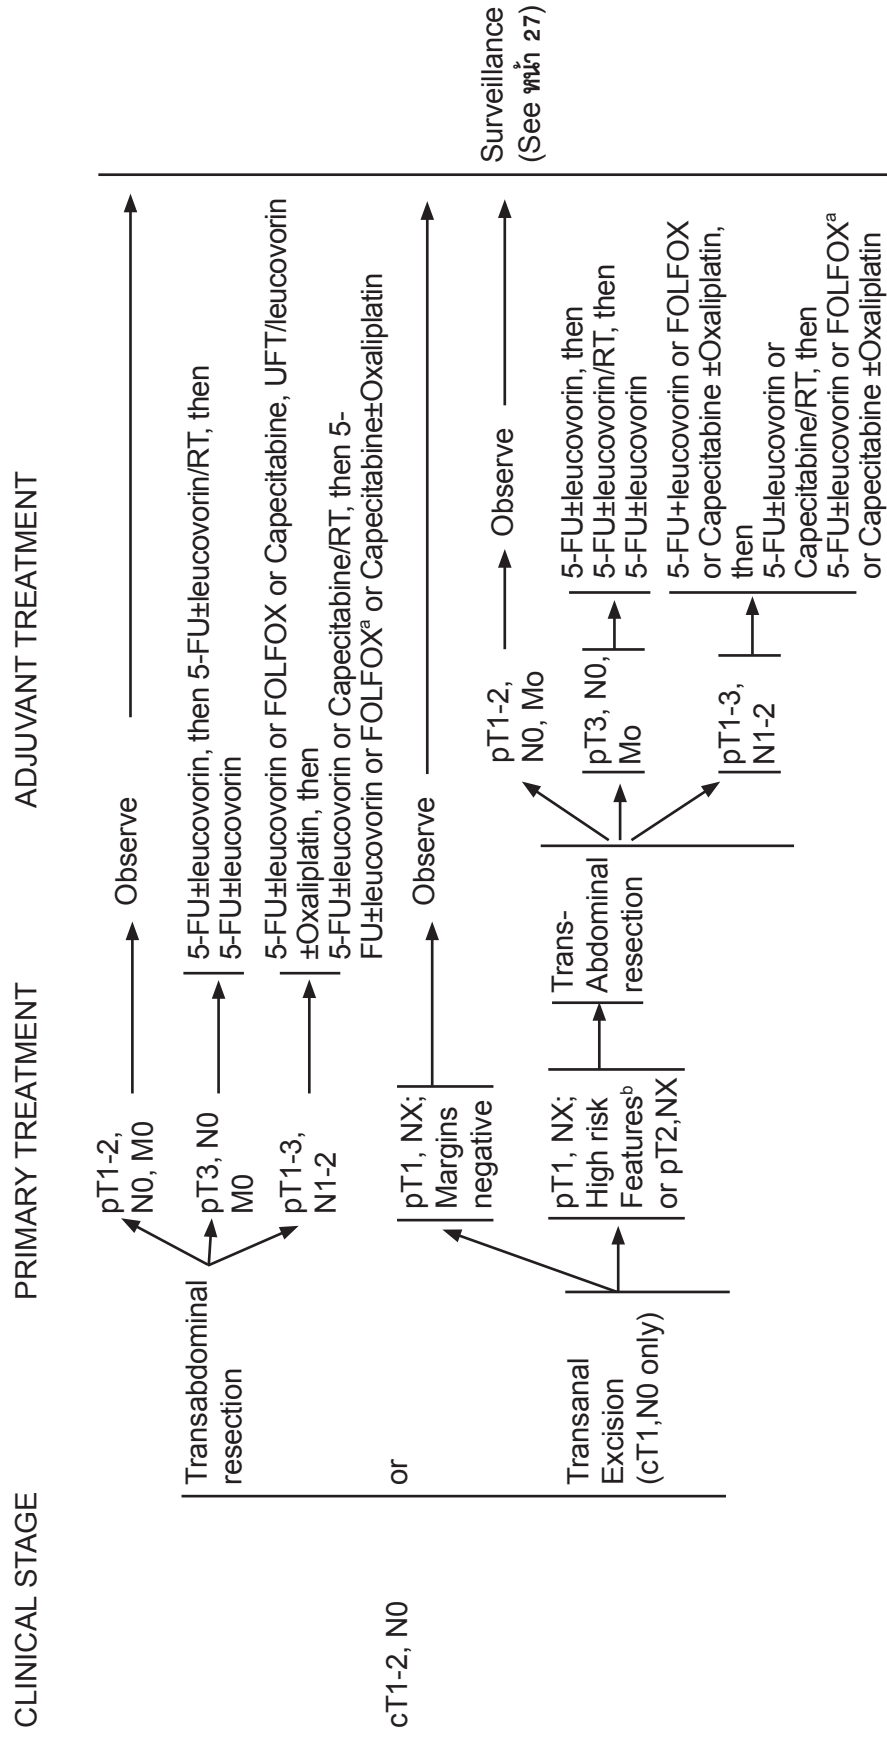 CLINICAL STAGE
PRIMARY TREATMENT
ADJUVANT TREATMENT
cT1-2, N0
Transabdominal
resection
or
Transanal
Excision
(cT1,N0 only)
pT1-2,
N0, M0
Observe
pT3, N0
M0
5-FU±leucovorin, then 5-FU±leucovorin/RT, then
5-FU±leucovorin
pT1-3,
N1-2
5-FU±leucovorin or FOLFOX or Capecitabine, UFT/leucovorin
±Oxaliplatin, then
5-FU±leucovorin or Capecitabine/RT, then 5-
FU±leucovorin or FOLFOXᵃ or Capecitabine±Oxaliplatin
pT1, NX;
Margins
negative
Observe
pT1, NX;
High risk
Featuresᵇ
or pT2,NX
Trans-
Abdominal
resection
pT1-2,
N0, Mo
Observe -
pT3, N0,
Mo
5-FU±leucovorin, then
5-FU±leucovorin/RT, then
5-FU±leucovorin
pT1-3,
N1-2
5-FU+leucovorin or FOLFOX
or Capecitabine ±Oxaliplatin,
then
5-FU±leucovorin or
Capecitabine/RT, then
5-FU±leucovorin or FOLFOXᵃ
or Capecitabine ±Oxaliplatin
Surveillance
(See หน้า 27)